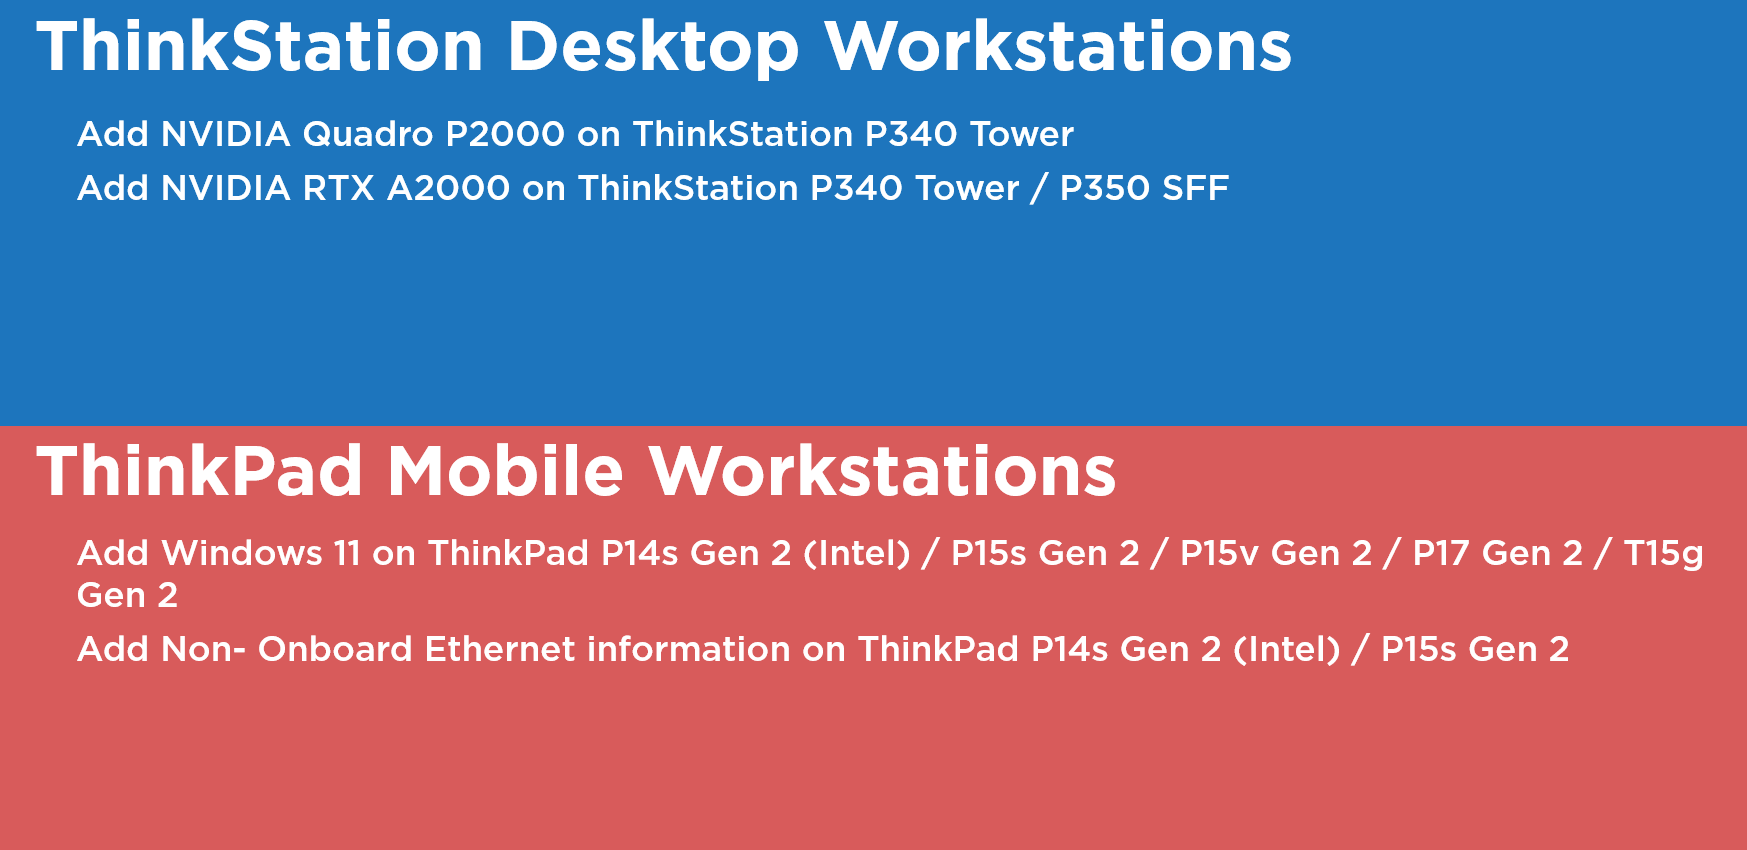 ThinkStation Desktop Workstations
Add NVIDIA Quadro P2000 on ThinkStation P340 Tower
Add NVIDIA RTX A2000 on ThinkStation P340 Tower / P350 SFF
ThinkPad Mobile Workstations
Add Windows 11 on ThinkPad P14s Gen 2 (Intel) / P15s Gen 2 / P15v Gen 2 / P17 Gen 2 / T15g
Gen 2
Add Non- Onboard Ethernet information on ThinkPad P14s Gen 2 (Intel) / P15s Gen 2